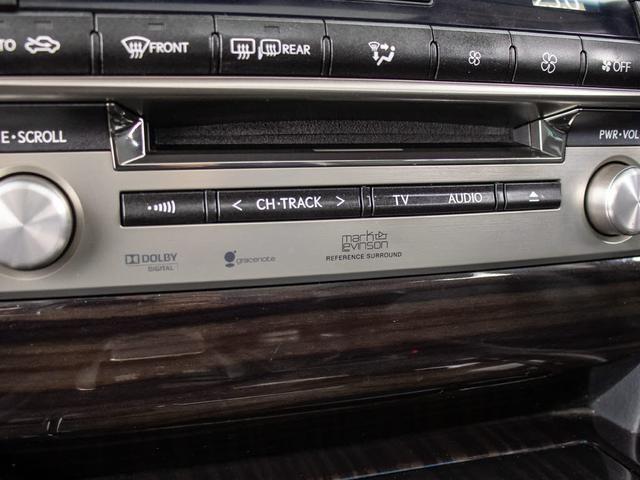 TO
FRONT
REAR
OFF
E•SCROLL
PWR•VOL
< CH•TRACK >
TV AUDIO
DOLBY
DIGITAL
gracenote
mark
levinson
REFERENCE SURROUND